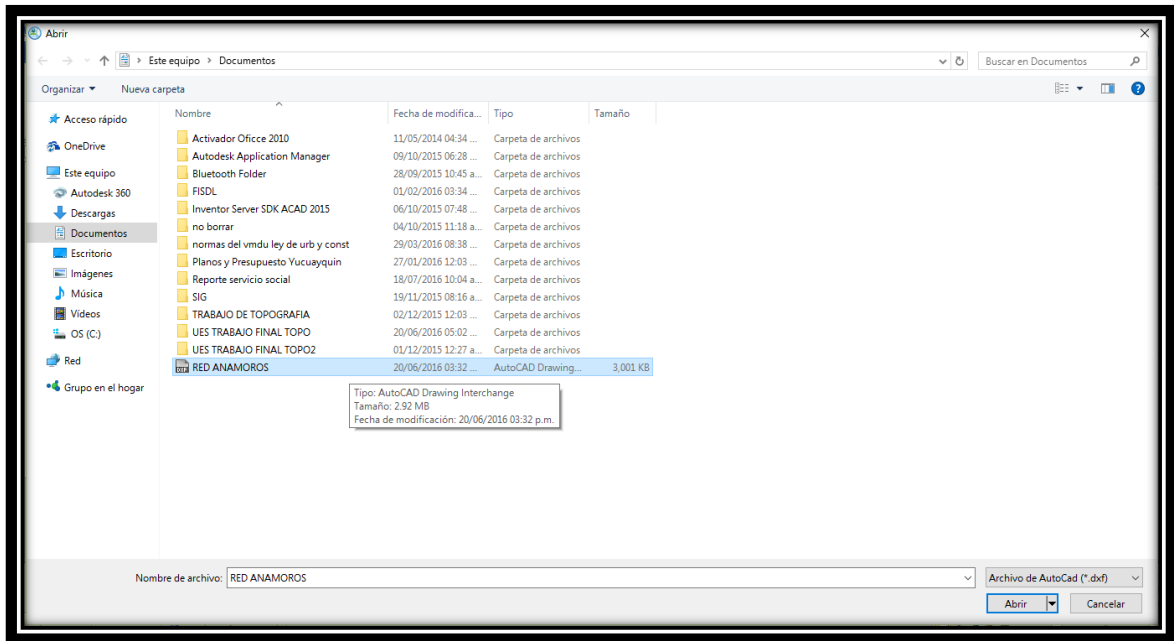 Abrir
Este equipo > Documentos
Buscar en Documentos
Organizar
Nueva carpeta
Nombre Fecha de modifica... Tipo Tamaño
Acceso rápido
OneDrive
Este equipo
Autodesk 360
Descargas
Documentos
Escritorio
Imágenes
Música
Vídeos
OS (C:)
Red
Grupo en el hogar
Activador Oficce 2010 11/05/2014 04:34 ... Carpeta de archivos
Autodesk Application Manager 09/10/2015 06:28 ... Carpeta de archivos
Bluetooth Folder 28/09/2015 10:45 a... Carpeta de archivos
FISDL 01/02/2016 03:34 ... Carpeta de archivos
Inventor Server SDK ACAD 2015 06/10/2015 07:48 ... Carpeta de archivos
no borrar 04/10/2015 11:18 a... Carpeta de archivos
normas del vmdu ley de urb y const 29/03/2016 08:38 ... Carpeta de archivos
Planos y Presupuesto Yucuayquin 27/01/2016 12:03 ... Carpeta de archivos
Reporte servicio social 18/07/2016 10:04 a... Carpeta de archivos
SIG 19/11/2015 08:16 a... Carpeta de archivos
TRABAJO DE TOPOGRAFIA 02/12/2015 12:03 ... Carpeta de archivos
UES TRABAJO FINAL TOPO 20/06/2016 05:02 ... Carpeta de archivos
UES TRABAJO FINAL TOPO2 01/12/2015 12:27 a... Carpeta de archivos
RED ANAMOROS 20/06/2016 03:32 ... AutoCAD Drawing... 3,001 KB
Tipo: AutoCAD Drawing Interchange
Tamaño: 2.92 MB
Fecha de modificación: 20/06/2016 03:32 p.m.
Nombre de archivo: RED ANAMOROS
Archivo de AutoCad (*.dxf)
Abrir
Cancelar